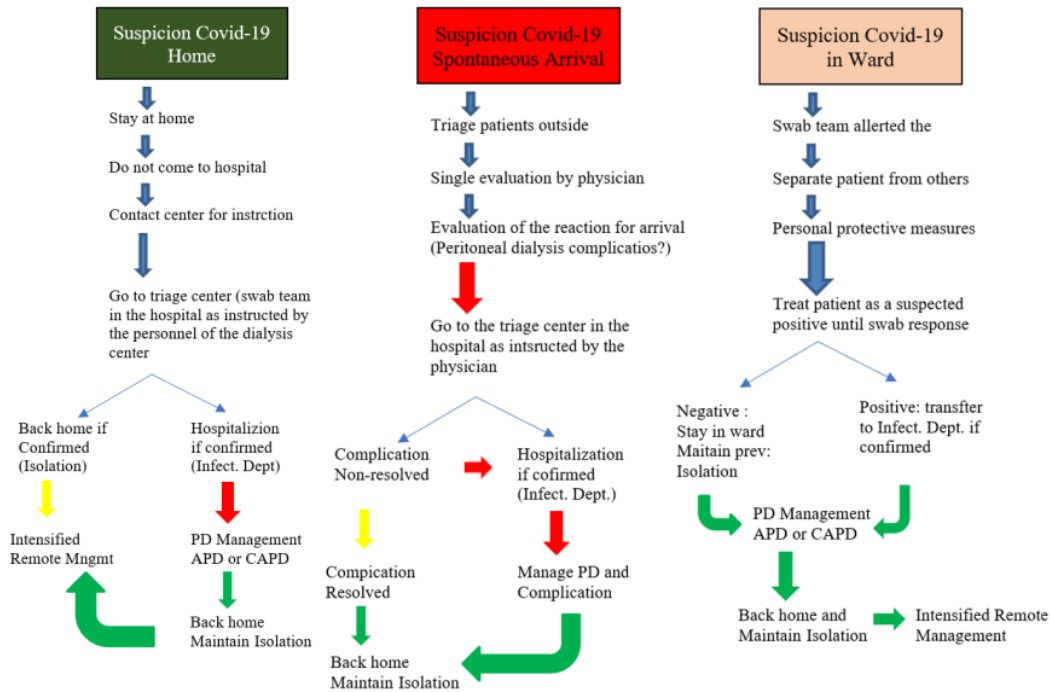 Suspicion Covid-19
Home
Stay at home
Do not come to hospital
Contact center for instrction
Go to triage center (swab team
in the hospital as instructed by
the personnel of the dialysis
center
Back home if
Confirmed
(Isolation)
Hospitalizion
if confirmed
(Infect. Dept)
Intensified
Remote Mngmt
PD Management
APD or CAPD
Back home
Maintain Isolation
Suspicion Covid-19
Spontaneous Arrival
Triage patients outside
Single evaluation by physician
Evaluation of the reaction for arrival
(Peritoneal dialysis complicatios?)
Go to the triage center in the
hospital as intsructed by the
physician
Complication
Non-resolved
Hospitalization
if cofirmed
(Infect. Dept.)
Compication
Resolved
Manage PD and
Complication
Back home
Maintain Isolation
Suspicion Covid-19
in Ward
Swab team allerted the
Separate patient from others
Personal protective measures
Treat patient as a suspected
positive until swab response
Negative :
Stay in ward
Maitain prev:
Isolation
Positive: transfer
to Infect. Dept. if
confirmed
PD Management
APD or CAPD
Back home and
Maintain Isolation
Intensified Remote
Management